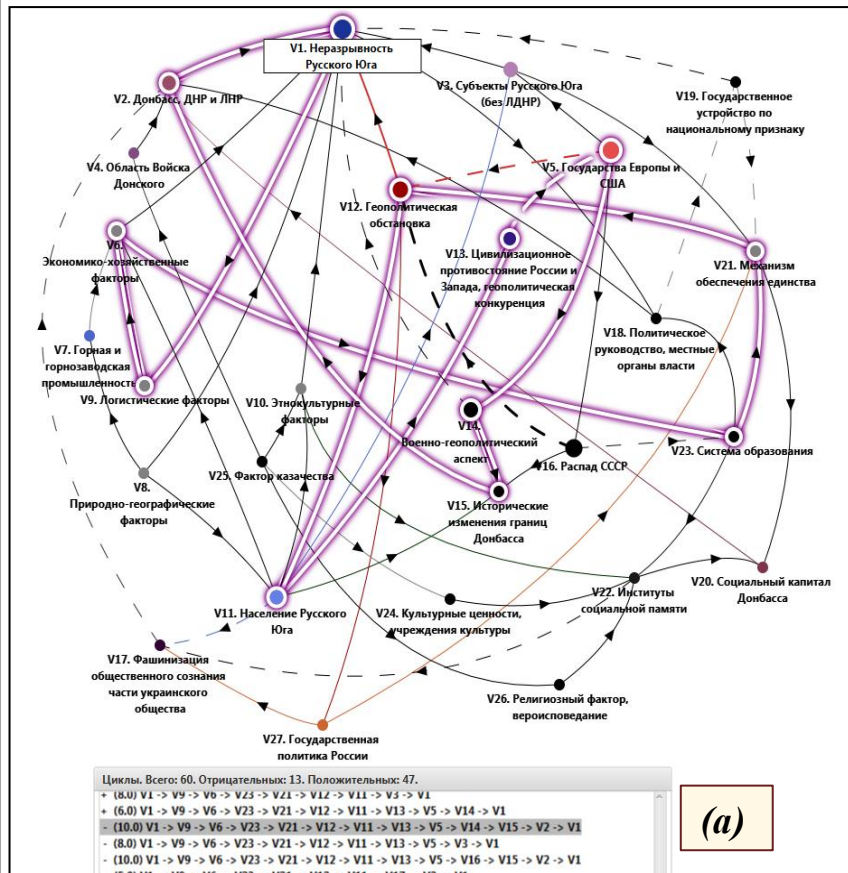 V1. Неразрывность
Русского Юга
V2. Донбасс, ДНР и ЛНР
V3. Субъекты Русского Юга
(без ЛДНР)
V19. Государственное
устройство по
национальному признаку
V4. Область Войска
Донского
V5. Государства Европы и
США
V12. Геополитическая
обстановка
V6.
Экономико-хозяйственные
факторы
V13. Цивилизационное
противостояние России и
Запада, геополитическая
конкуренция
V21. Механизм
обеспечения единства
V7. Горная и
горнозаводская
промышленность
V18. Политическое
руководство, местные
органы власти
V9. Логистические факторы
V10. Этнокультурные
факторы
V14.
Военно-геополитический
аспект
V23. Система образования
V16. Распад СССР
V25. Фактор казачества
V8.
Природно-географические
факторы
V15. Исторические
изменения границ
Донбасса
V11. Население Русского
Юга
V24. Культурные ценности,
учреждения культуры
V22. Институты
социальной памяти
V20. Социальный капитал
Донбасса
V17. Фашинизация
общественного сознания
части украинского
общества
V26. Религиозный фактор,
вероисповедание
V27. Государственная
политика России
Циклы. Всего: 60. Отрицательных: 13. Положительных: 47.
+ (8.0) V1 -> V9 -> V6 -> V23 -> V21 -> V12 -> V11 -> V3 -> V1
+ (6.0) V1 -> V9 -> V6 -> V23 -> V21 -> V12 -> V11 -> V13 -> V5 -> V14 -> V1
- (10.0) V1 -> V9 -> V6 -> V23 -> V21 -> V12 -> V11 -> V13 -> V5 -> V14 -> V15 -> V2 -> V1
- (8.0) V1 -> V9 -> V6 -> V23 -> V21 -> V12 -> V11 -> V13 -> V5 -> V3 -> V1
- (10.0) V1 -> V9 -> V6 -> V23 -> V21 -> V12 -> V11 -> V13 -> V5 -> V16 -> V15 -> V2 -> V1
(a)